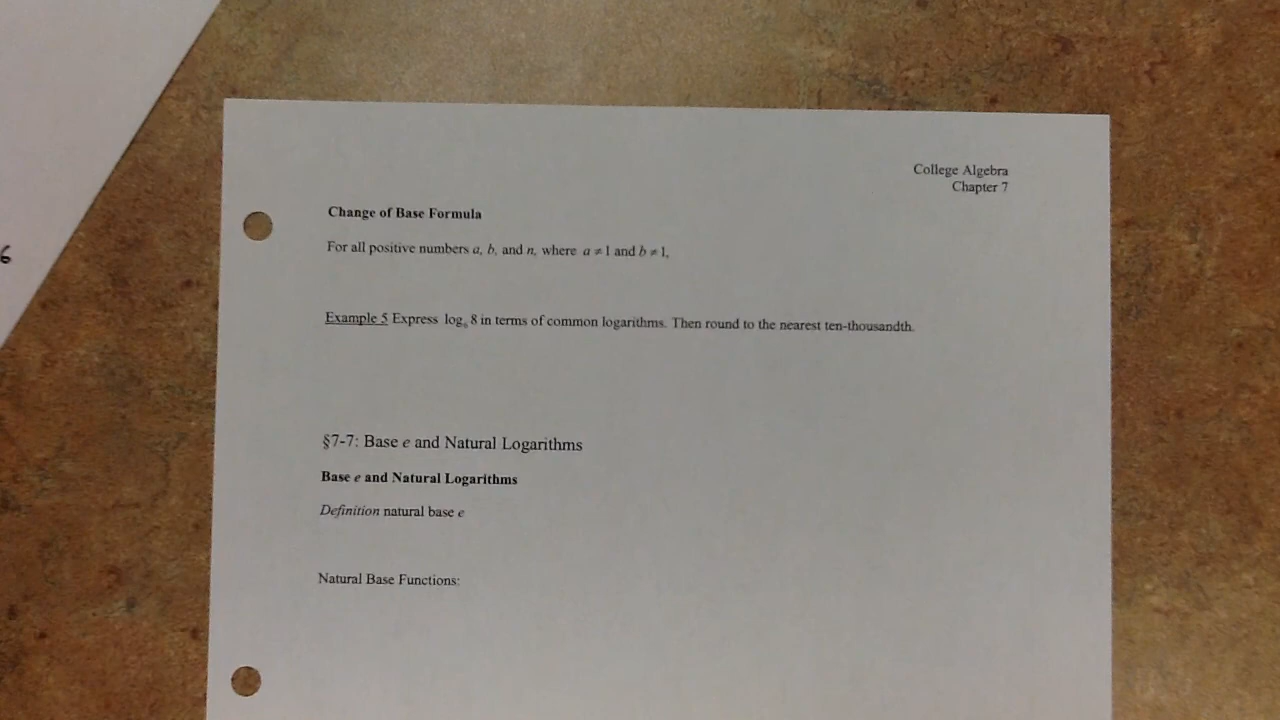 College Algebra
Chapter 7
Change of Base Formula
For all positive numbers a, b, and n, where a ≠ 1 and b ≠ 1,
Example 5 Express log 8 in terms of common logarithms. Then round to the nearest ten-thousandth.
§7-7: Base e and Natural Logarithms
Base e and Natural Logarithms
Definition natural base e
Natural Base Functions:
6